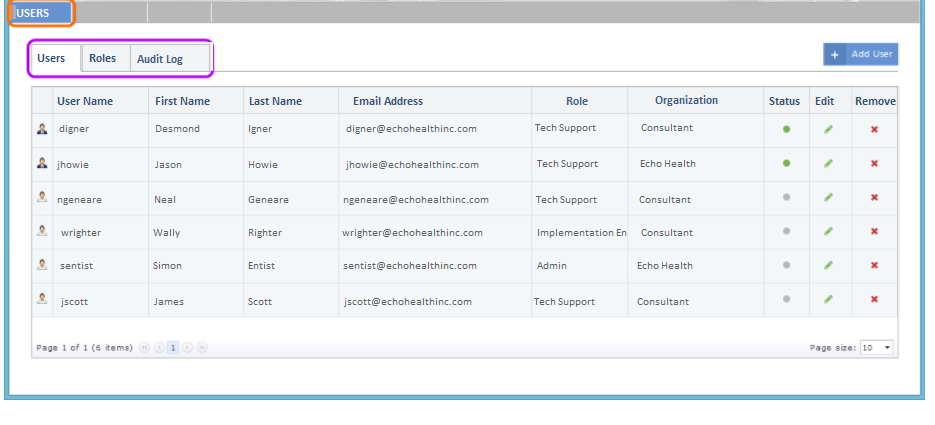 USERS
Users Roles Audit Log + Add User
User Name First Name Last Name Email Address Role Organization Status Edit Remove
digner Desmond Igner digner@echohealthinc.com Tech Support Consultant
jhowie Jason Howie jhowie@echohealthinc.com Tech Support Echo Health
ngeneare Neal Geneare ngeneare@echohealthinc.com Tech Support Consultant
wrighter Wally Righter wrighter@echohealthinc.com Implementation En Consultant
sentist Simon Entist sentist@echohealthinc.com Admin Echo Health
jscott James Scott jscott@echohealthinc.com Tech Support Consultant
Page 1 of 1 (6 items) 1 Page size: 10